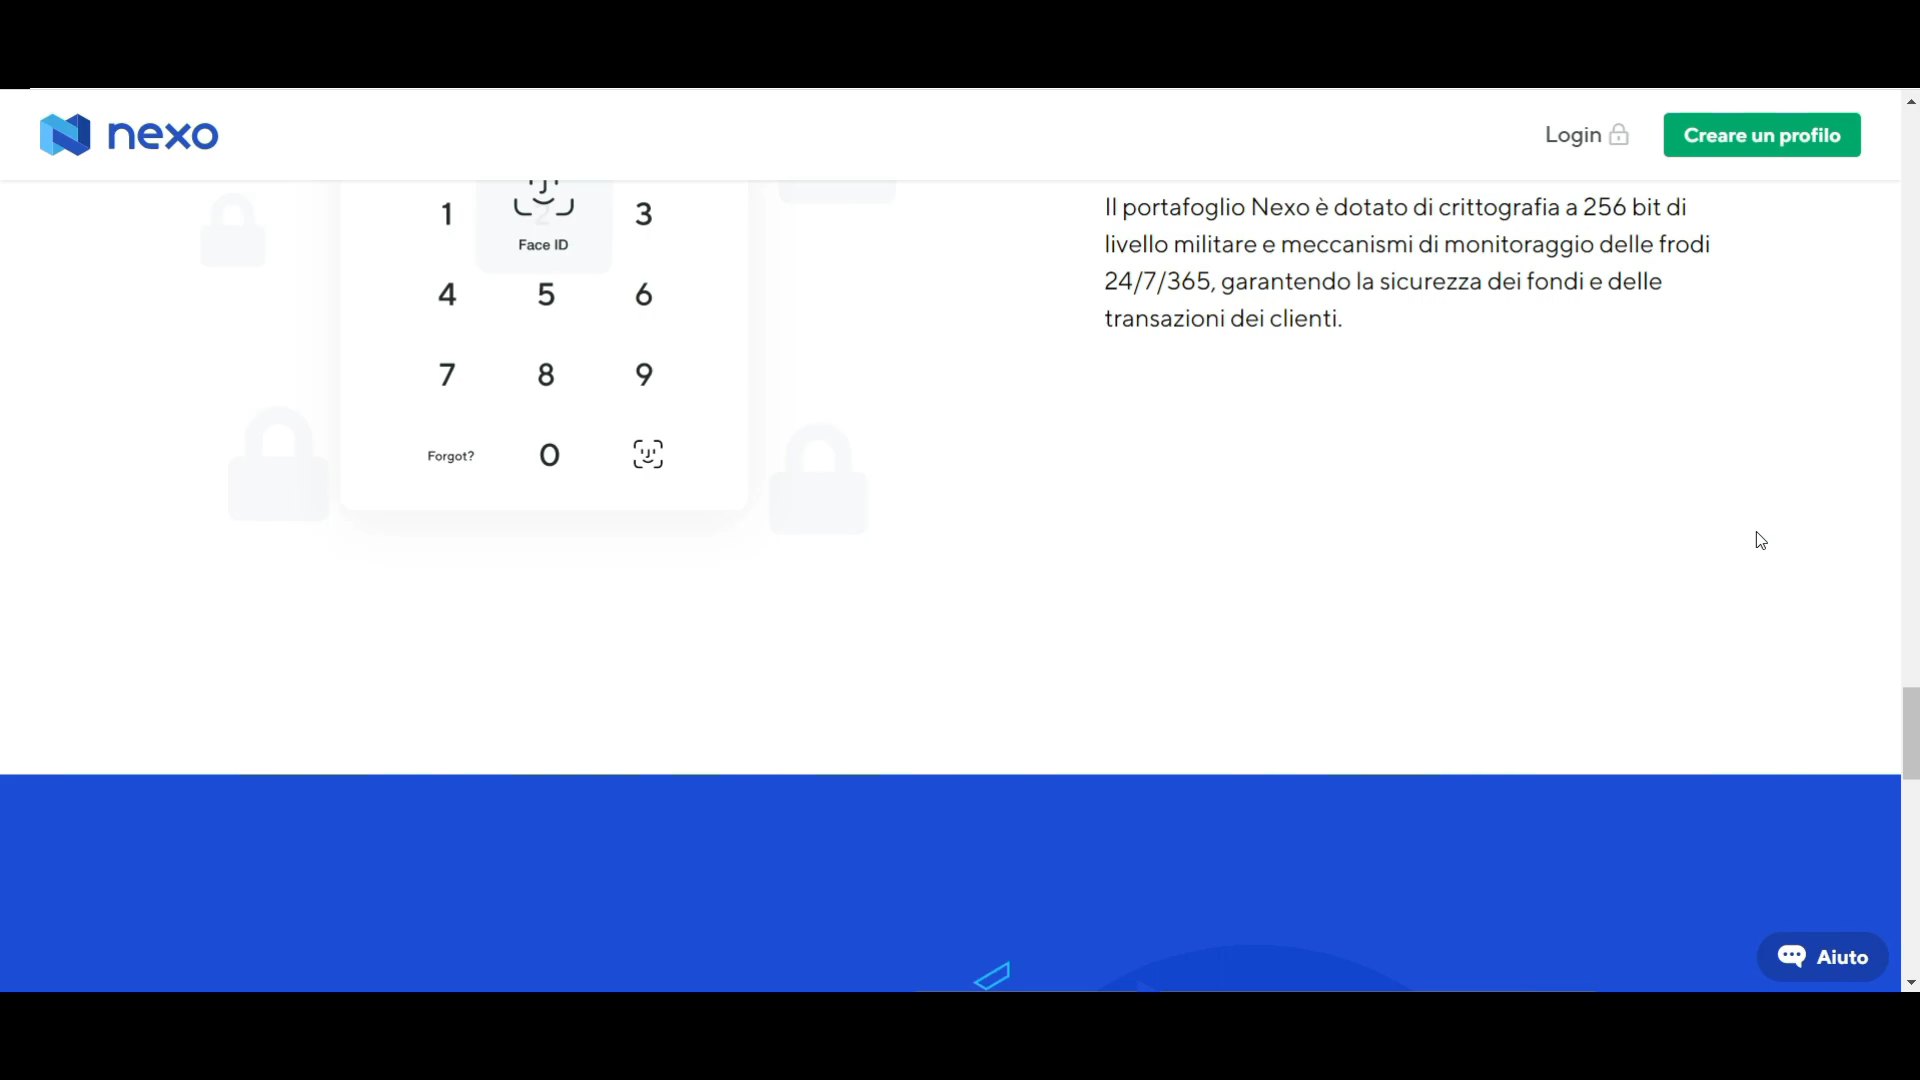 nexo
Login
Creare un profilo
1
3
Face ID
4
5
6
7
8
9
Forgot?
0
Il portafoglio Nexo è dotato di crittografia a 256 bit di
livello militare e meccanismi di monitoraggio delle frodi
24/7/365, garantendo la sicurezza dei fondi e delle
transazioni dei clienti.
Aiuto